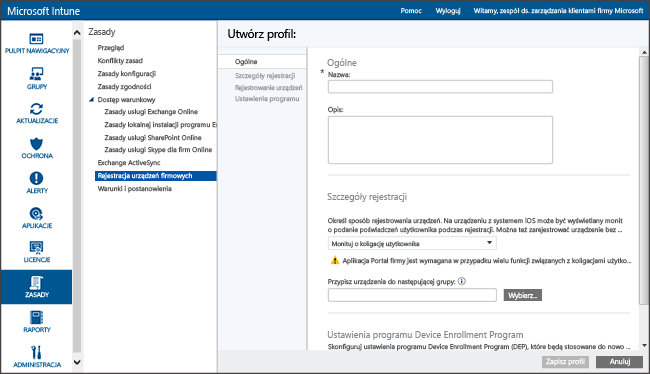 Microsoft Intune
Pomoc
Wyloguj
Witamy, zespół ds. zarządzania klientami firmy Microsoft
PULPIT NAWIGACYJNY
GRUPY
AKTUALIZACJE
OCHRONA
ALERTY
APLIKACJE
LICENCJE
ZASADY
RAPORTY
ADMINISTRACJA
Zasady
Przegląd
Konflikty zasad
Zasady konfiguracji
Zasady zgodności
Dostęp warunkowy
Zasady usługi Exchange Online
Zasady lokalnej instalacji programu E
Zasady usługi SharePoint Online
Zasady usługi Skype dla firm Online
Exchange ActiveSync
Rejestracja urządzeń firmowych
Warunki i postanowienia
Utwórz profil:
Ogólne
Szczegóły rejestracji
Rejestrowanie urządzeń
Ustawienia programu
Ogólne
* Nazwa:
Opis:
Szczegóły rejestracji
Określ sposób rejestrowania urządzeń. Na urządzeniu z systemem iOS może być wyświetlany monit
o podanie poświadczeń użytkownika podczas rejestracji. Można też zarejestrować urządzenie bez ...
Monituj o koligację użytkownika
Aplikacja Portal firmy jest wymagana w przypadku wielu funkcji związanych z koligacjami użytko...
Przypisz urządzenia do następującej grupy:
Wybierz...
Ustawienia programu Device Enrollment Program
Skonfiguruj ustawienia programu Device Enrollment Program (DEP), które będą stosowane do nowo ...
Zapisz profil
Anuluj